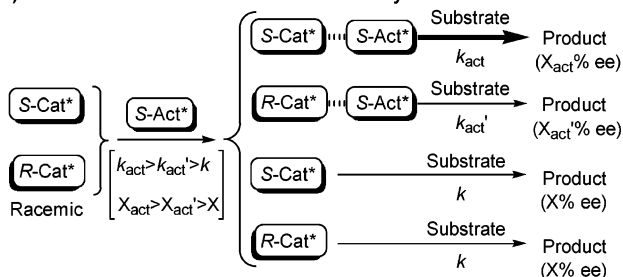 S-Cat*
R-Cat*
Racemic
S-Act*
k_act>k_act'>k
X_act>X_act'>X
S-Cat* S-Act*
Substrate
k_act
Product
(X_act% ee)
R-Cat* S-Act*
Substrate
k_act'
Product
(X_act'% ee)
S-Cat*
Substrate
k
Product
(X% ee)
R-Cat*
Substrate
k
Product
(X% ee)